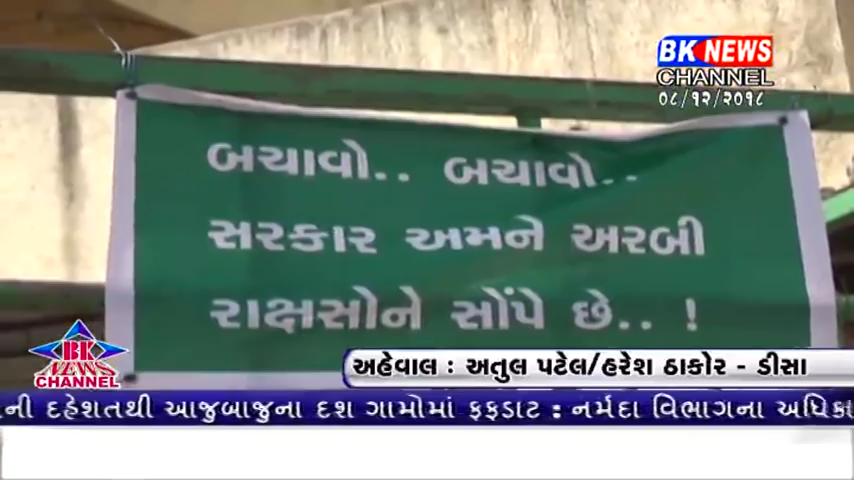 BK NEWS
CHANNEL
૦૮/૧૨/૨૦૧૮
બચાવો.. બચાવો..
સરકાર અમને અરબી
રાક્ષસોને સોંપે છે.. !
BK
NEWS
CHANNEL
અહેવાલ : અતુલ પટેલ/હરેશ ઠાકોર - ડીસા
ની દહેશતથી આજુબાજુના દશ ગામોમાં ફફડાટ : નર્મદા વિભાગના અધિકા